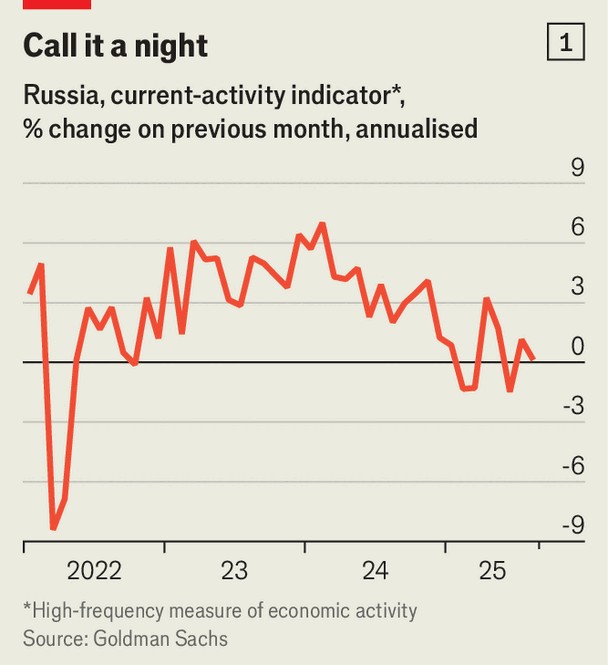 Call it a night
1
Russia, current-activity indicator*,
% change on previous month, annualised
9
6
3
0
-3
-6
-9
2022 23 24 25
*High-frequency measure of economic activity
Source: Goldman Sachs